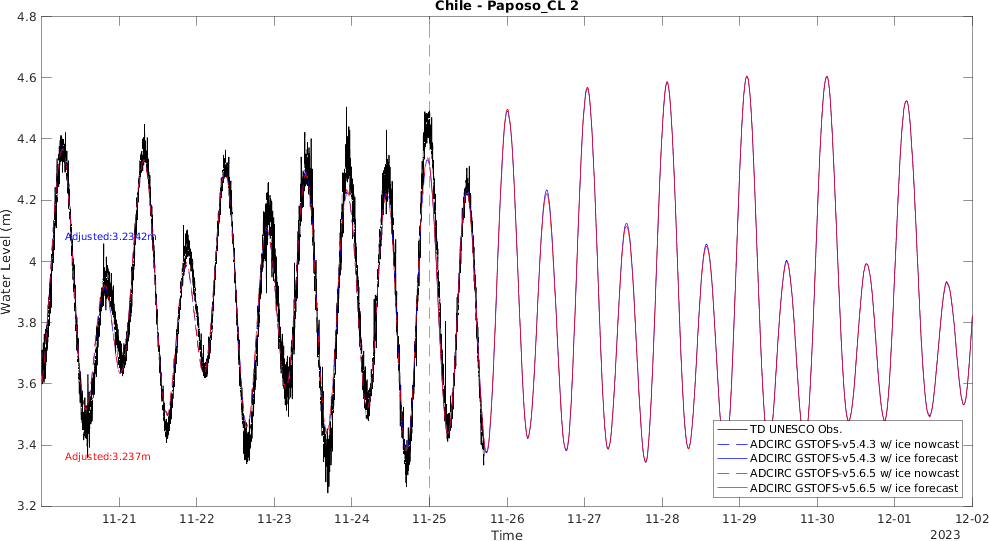 Chile - Paposo_CL 2
4.8
4.6
4.4
4.2
4
3.8
3.6
3.4
3.2
Water Level (m)
Adjusted:3.2342m
Adjusted:3.237m
TD UNESCO Obs.
ADCIRC GSTOFS-v5.4.3 w/ ice nowcast
ADCIRC GSTOFS-v5.4.3 w/ ice forecast
ADCIRC GSTOFS-v5.6.5 w/ ice nowcast
ADCIRC GSTOFS-v5.6.5 w/ ice forecast
11-21 11-22 11-23 11-24 11-25 11-26 11-27 11-28 11-29 11-30 12-01 12-02
Time
2023